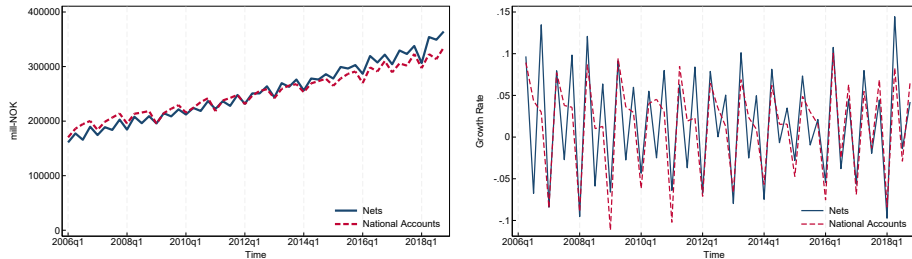 400000
300000
200000
100000
0
mill-NOK
2006q1 2008q1 2010q1 2012q1 2014q1 2016q1 2018q1
Time
Nets
National Accounts
.15
.1
.05
0
-.05
-.1
Growth Rate
2006q1 2008q1 2010q1 2012q1 2014q1 2016q1 2018q1
Time
Nets
National Accounts